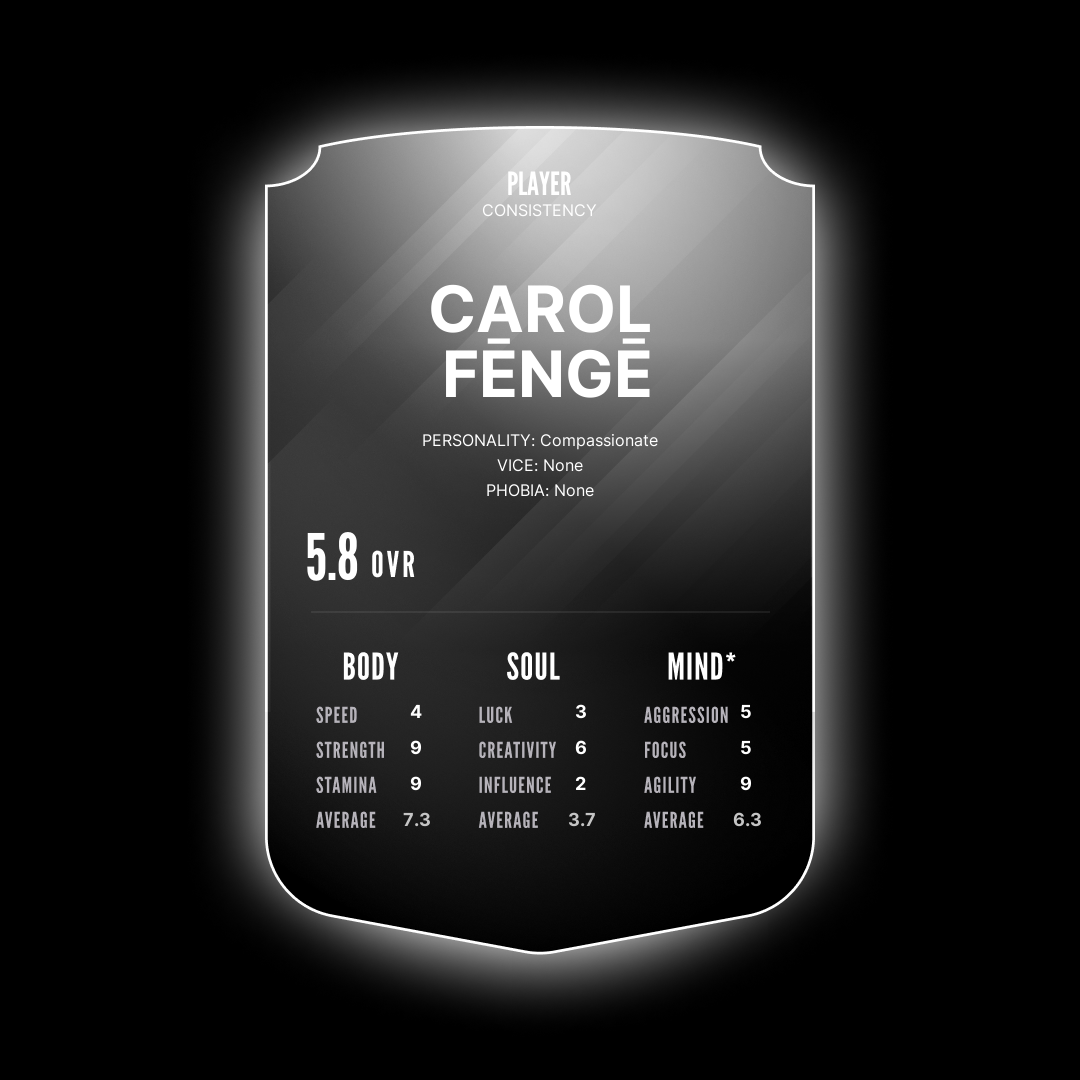 PLAYER
CONSISTENCY
CAROL
FĒNGĒ
PERSONALITY: Compassionate
VICE: None
PHOBIA: None
5.8 OVR
BODY SOUL MIND*
SPEED 4 LUCK 3 AGGRESSION 5
STRENGTH 9 CREATIVITY 6 FOCUS 5
STAMINA 9 INFLUENCE 2 AGILITY 9
AVERAGE 7.3 AVERAGE 3.7 AVERAGE 6.3